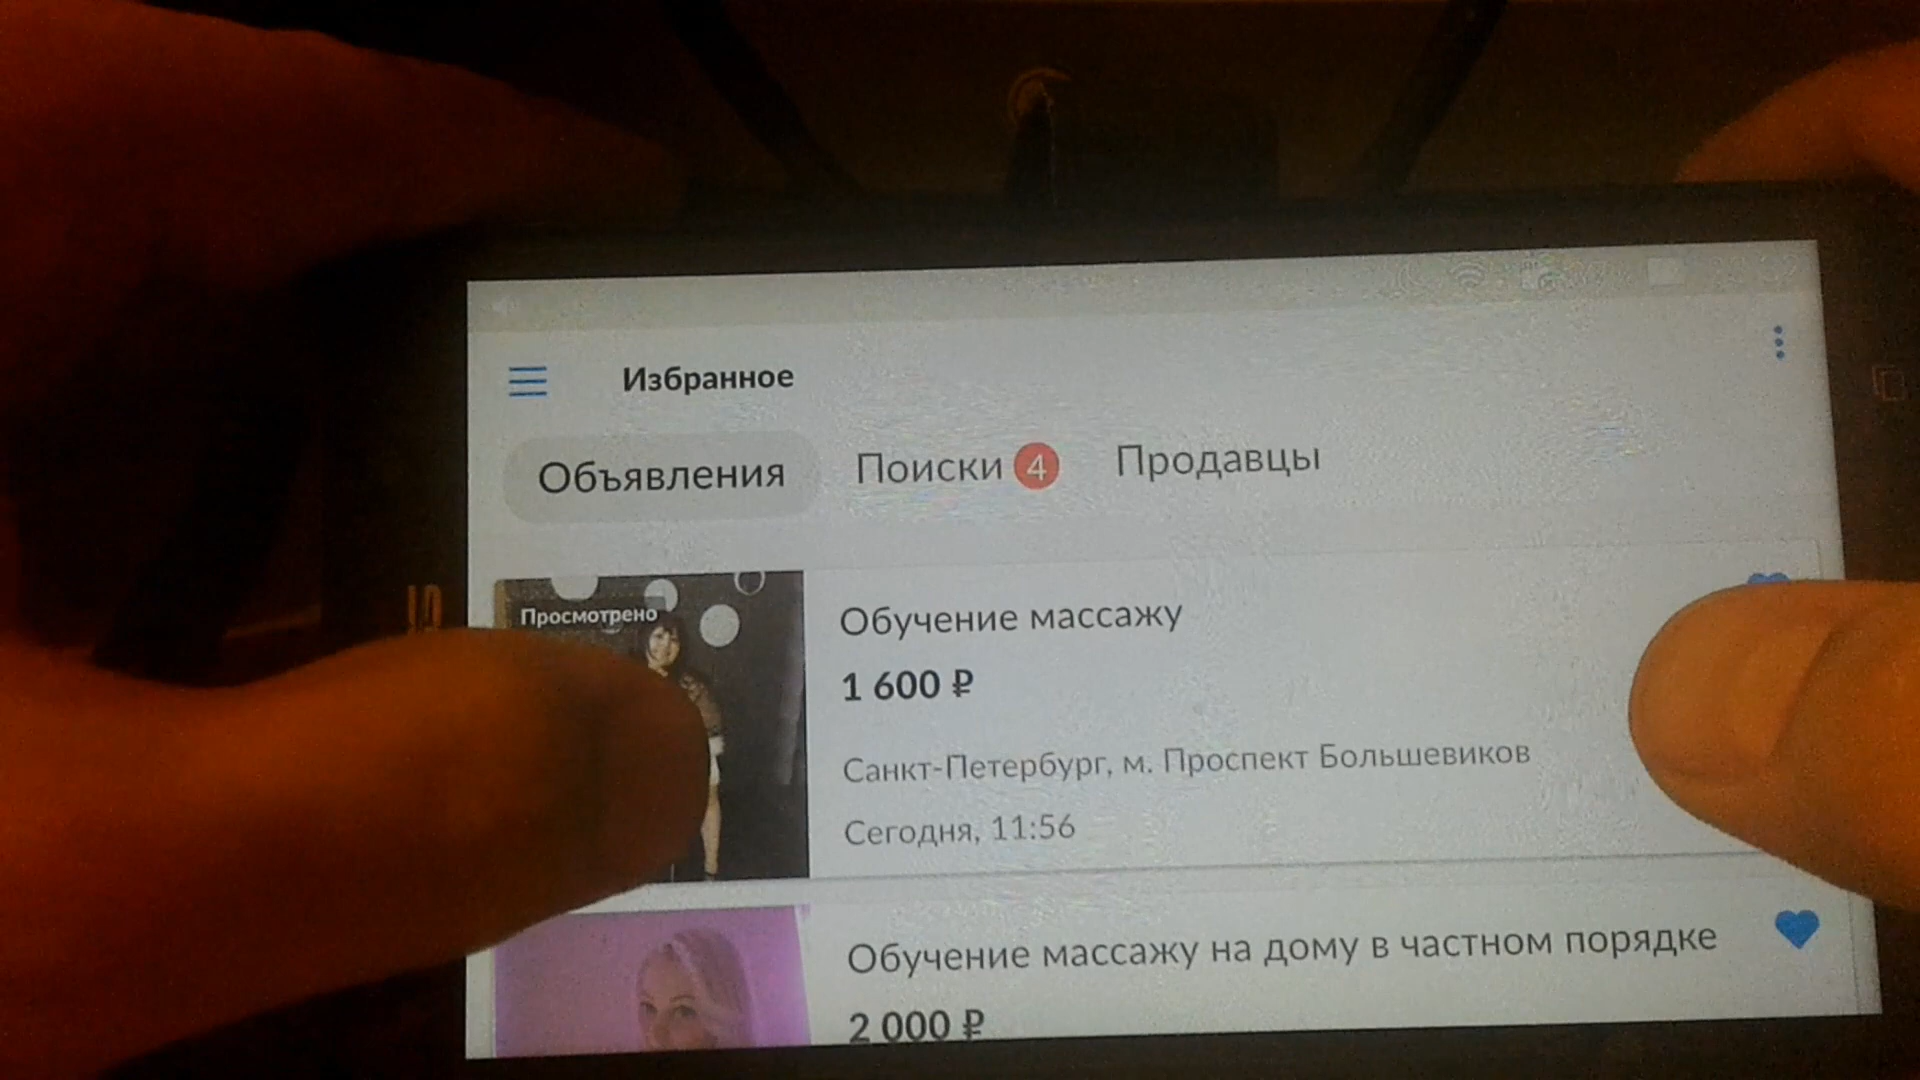 Избранное
Объявления Поиски 4 Продавцы
Просмотрено
Обучение массажу
1 600 ₽
Санкт-Петербург, м. Проспект Большевиков
Сегодня, 11:56
Обучение массажу на дому в частном порядке
2 000 ₽